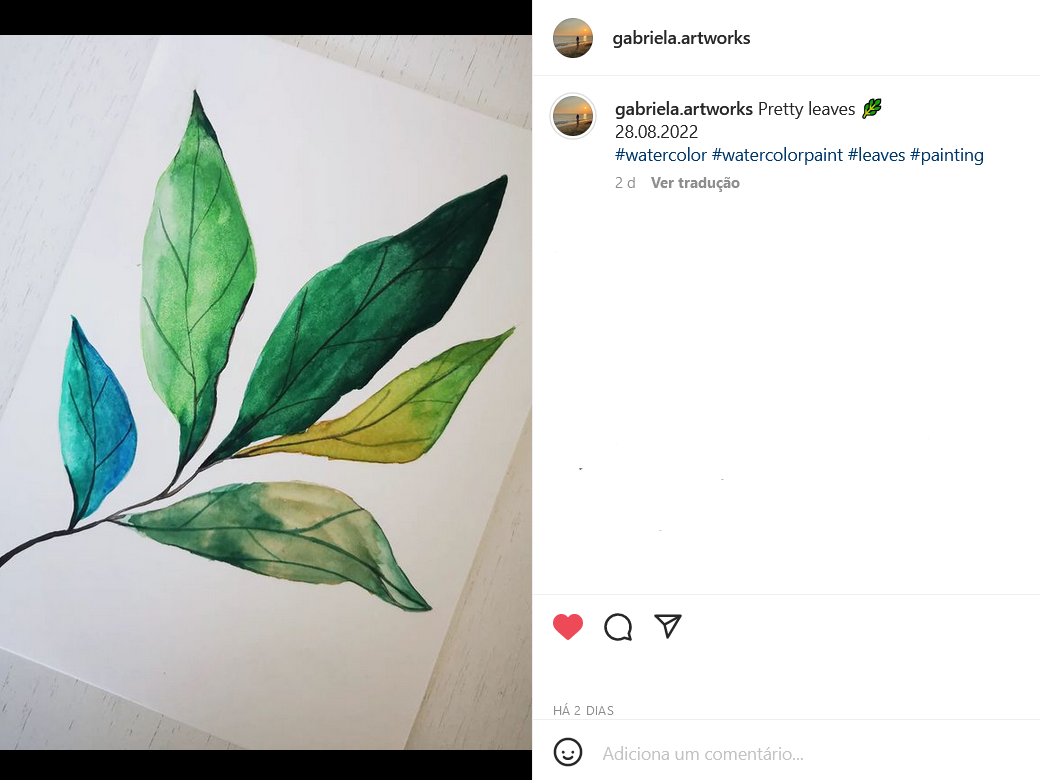 gabriela.artworks
gabriela.artworks Pretty leaves 🌿
28.08.2022
#watercolor #watercolorpaint #leaves #painting
2 d Ver tradução
HÁ 2 DIAS
Adiciona um comentário...